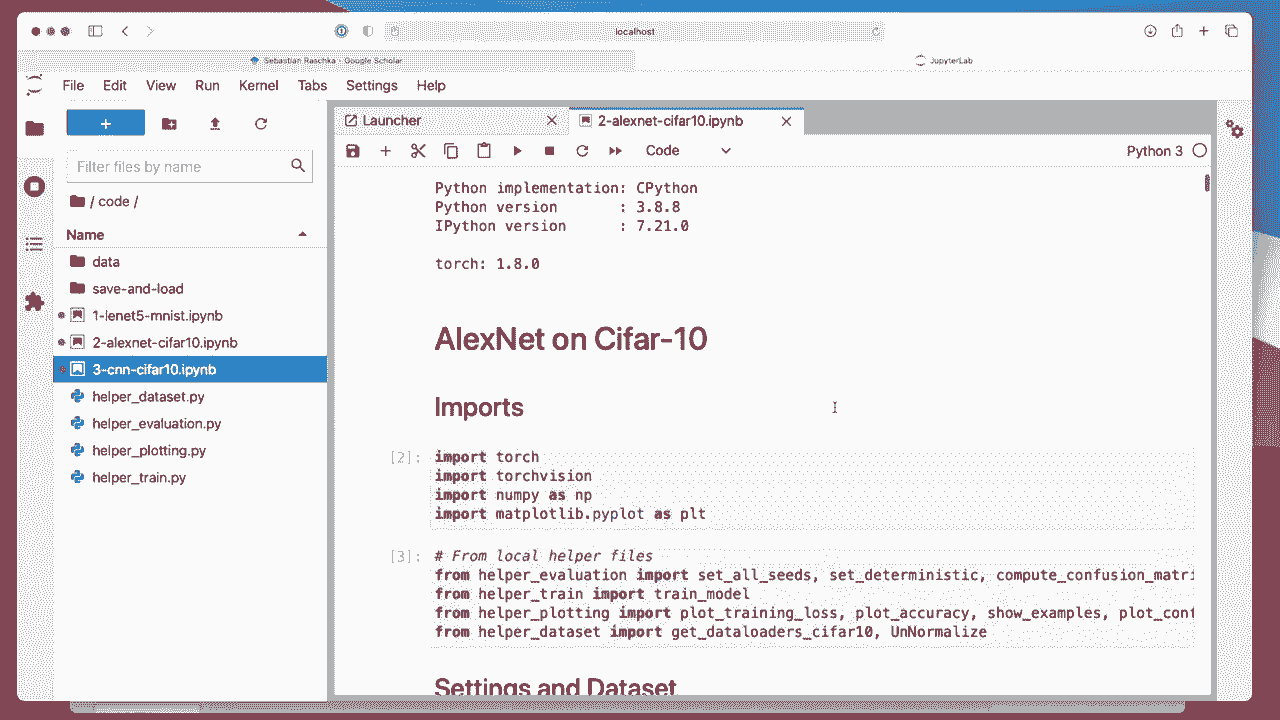 localhost
Sebastian Raschka - Google Scholar
JupyterLab
File Edit View Run Kernel Tabs Settings Help
+
Launcher
2-alexnet-cifar10.ipynb
Code
Python 3
Filter files by name
/ code /
Name
data
save-and-load
1-lenet5-mnist.ipynb
2-alexnet-cifar10.ipynb
3-cnn-cifar10.ipynb
helper_dataset.py
helper_evaluation.py
helper_plotting.py
helper_train.py
Python implementation: CPython
Python version : 3.8.8
IPython version : 7.21.0
torch: 1.8.0
AlexNet on Cifar-10
Imports
[2]: import torch
import torchvision
import numpy as np
import matplotlib.pyplot as plt
[3]: # From local helper files
from helper_evaluation import set_all_seeds, set_deterministic, compute_confusion_matri
from helper_train import train_model
from helper_plotting import plot_training_loss, plot_accuracy, show_examples, plot_conf
from helper_dataset import get_dataloaders_cifar10, UnNormalize
Settings and Dataset